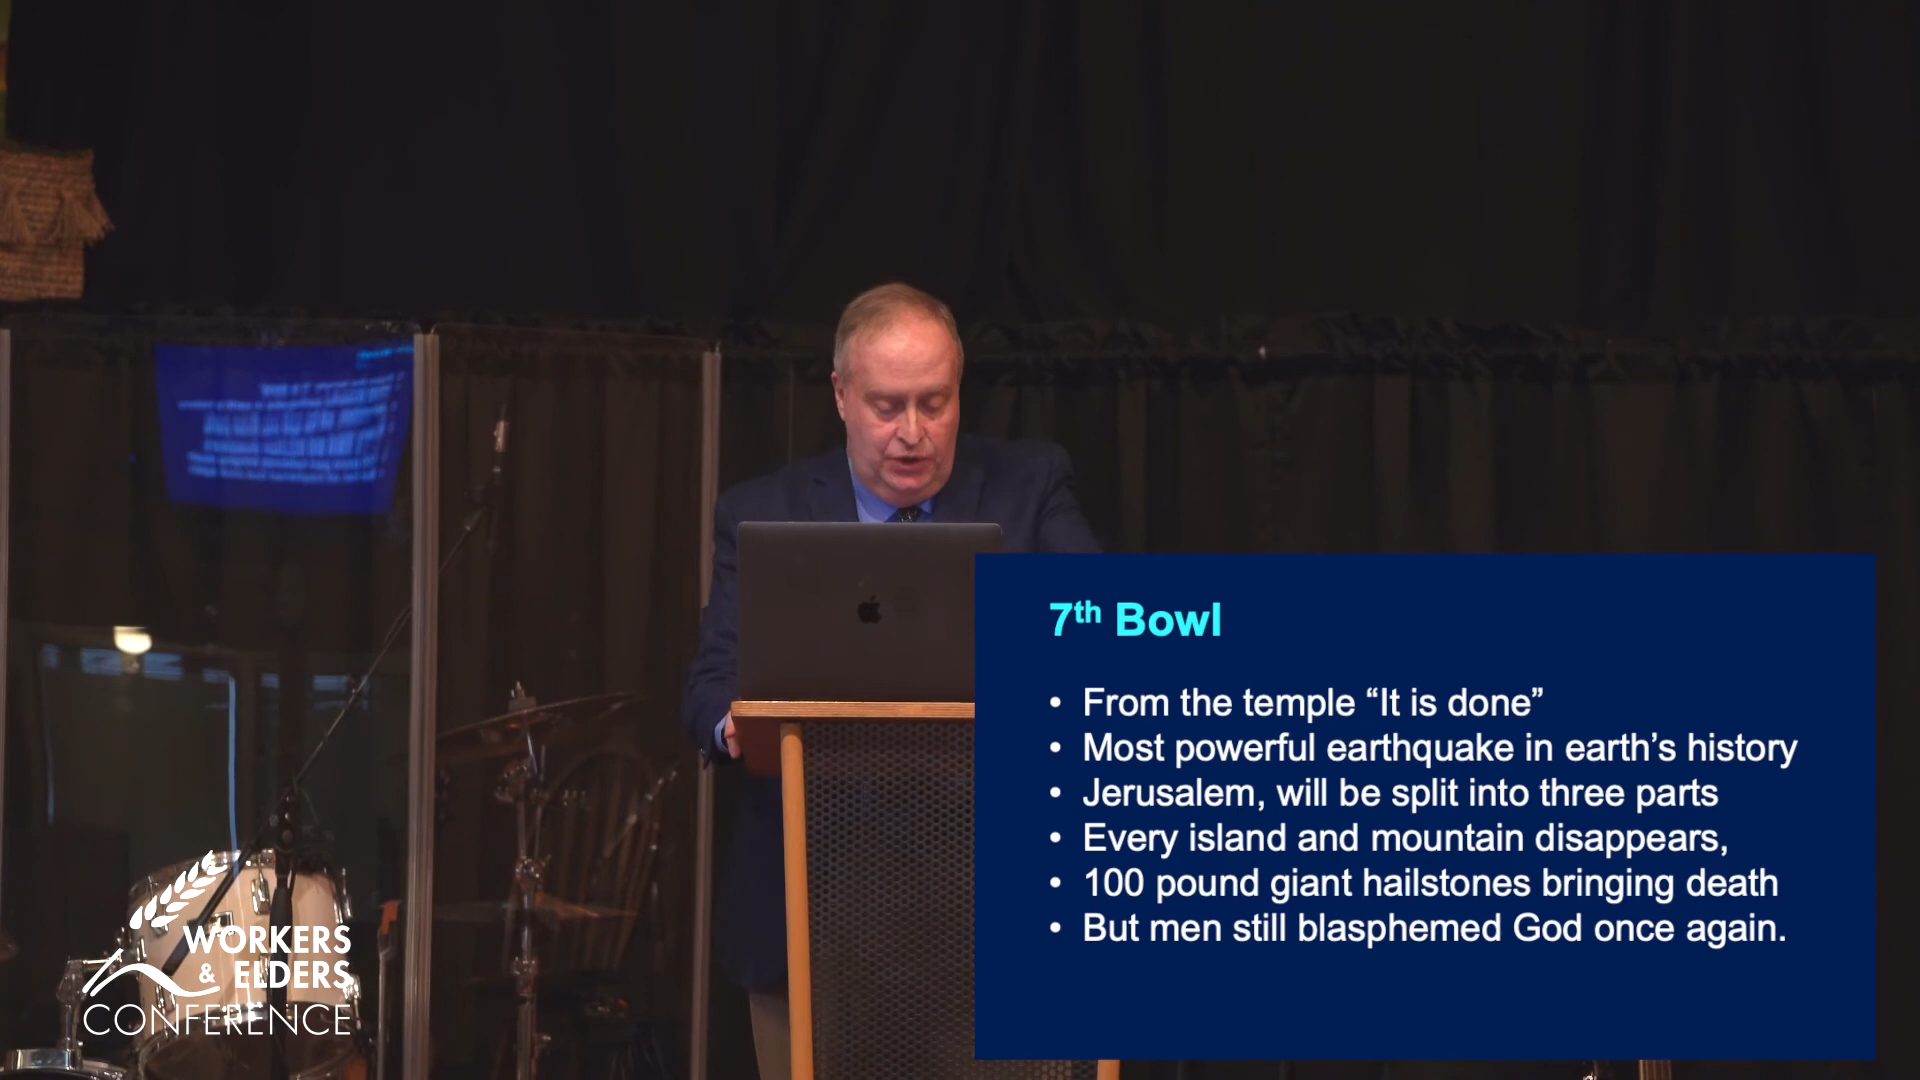 7th Bowl
• From the temple “It is done”
• Most powerful earthquake in earth’s history
• Jerusalem, will be split into three parts
• Every island and mountain disappears,
• 100 pound giant hailstones bringing death
• But men still blasphemed God once again.
WORKERS
& ELDERS
CONFERENCE